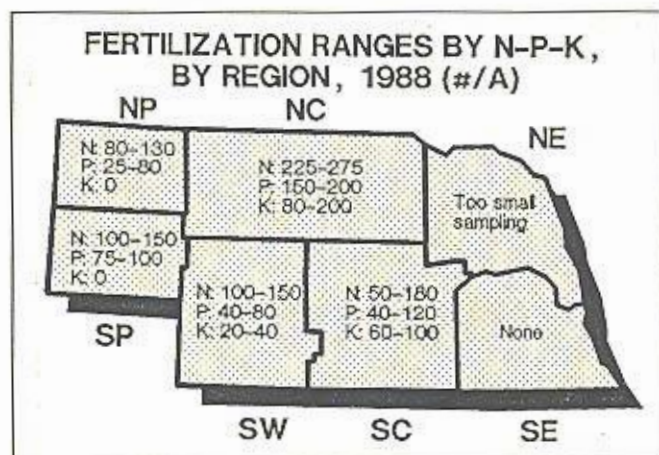 FERTILIZATION RANGES BY N-P-K,
BY REGION, 1988 (#/A)
NP
NC
NE
N: 80-130
P: 25-80
K: 0
N: 225-275
P: 150-200
K: 80-200
Too small
sampling
N: 100-150
P: 75-100
K: 0
N: 100-150
P: 40-80
K: 20-40
N: 50-180
P: 40-120
K: 60-100
None
SP
SW
SC
SE